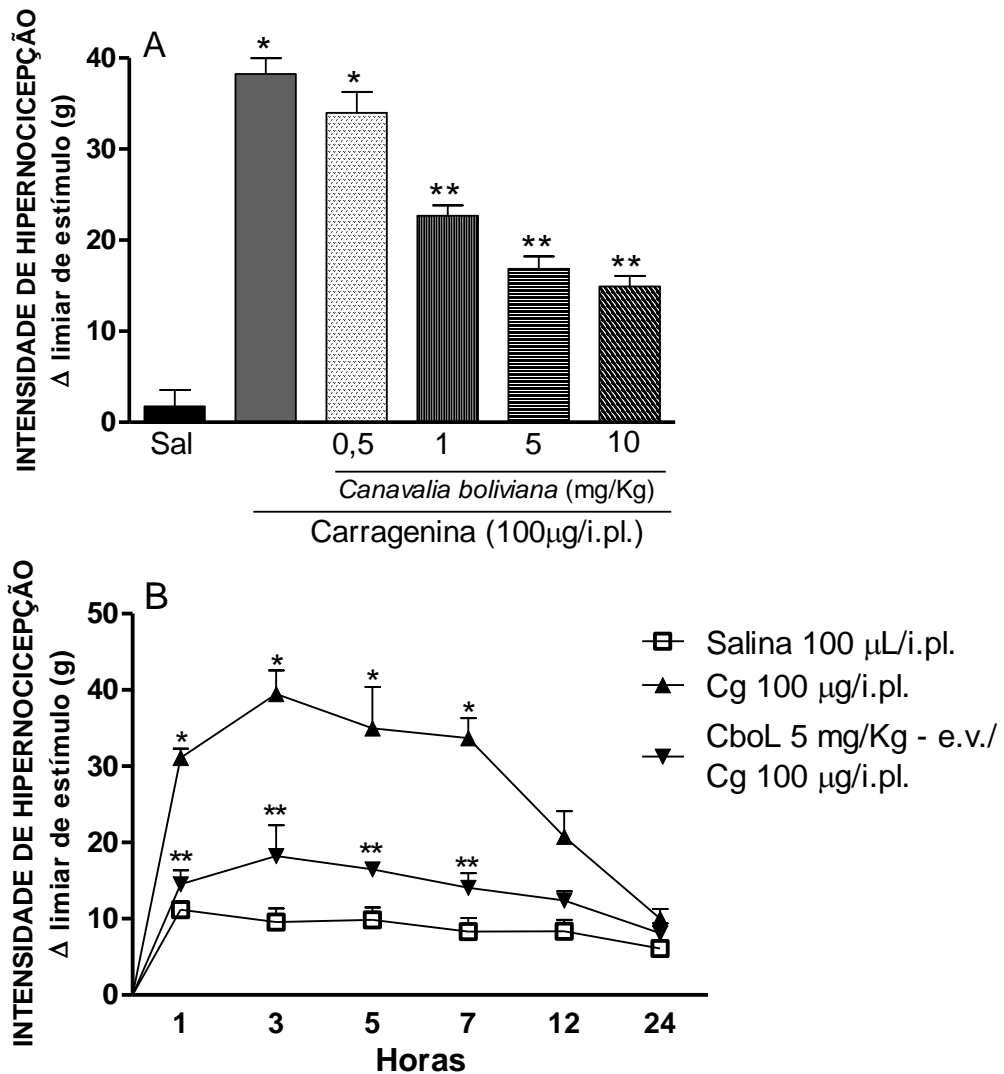 A
INTENSIDADE DE HIPERNOCICEPÇÃO
Δ limiar de estímulo (g)
40
30
20
10
0
*
*
**
**
**
Sal
0,5
1
5
10
Canavalia boliviana (mg/Kg)
Carragenina (100μg/i.pl.)
B
INTENSIDADE DE HIPERNOCICEPÇÃO
Δ limiar de estímulo (g)
50
40
30
20
10
0
*
*
*
*
**
**
**
**
1
3
5
7
12
24
Horas
Salina 100 μL/i.pl.
Cg 100 μg/i.pl.
CboL 5 mg/Kg - e.v./
Cg 100 μg/i.pl.